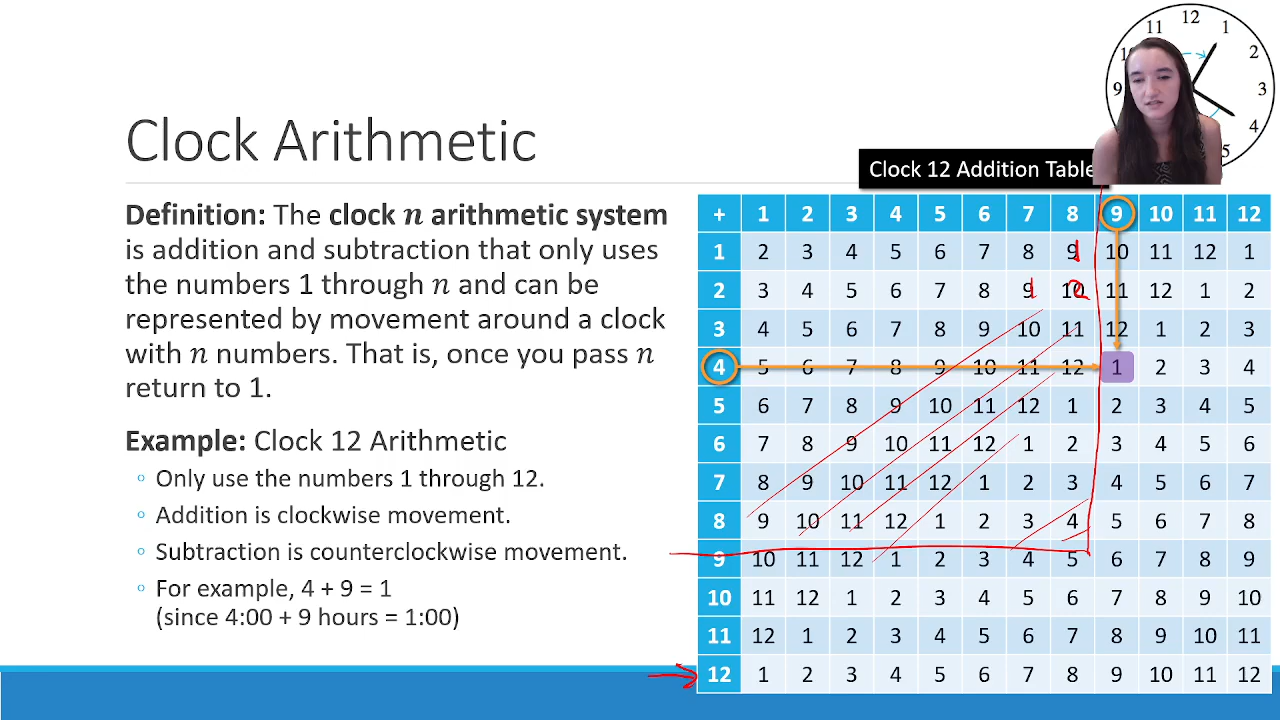 12
11
1
2
3
9
4
5
Clock Arithmetic
Clock 12 Addition Table
Definition: The clock n arithmetic system
is addition and subtraction that only uses
the numbers 1 through n and can be
represented by movement around a clock
with n numbers. That is, once you pass n
return to 1.
Example: Clock 12 Arithmetic
◦ Only use the numbers 1 through 12.
◦ Addition is clockwise movement.
◦ Subtraction is counterclockwise movement.
◦ For example, 4 + 9 = 1
(since 4:00 + 9 hours = 1:00)
+ 1 2 3 4 5 6 7 8 9 10 11 12
1 2 3 4 5 6 7 8 9 1 10 11 12 1
2 3 4 5 6 7 8 9 1 10 2 11 12 1 2
3 4 5 6 7 8 9 10 11 12 1 2 3
4 5 6 7 8 9 10 11 12 1 2 3 4
5 6 7 8 9 10 11 12 1 2 3 4 5
6 7 8 9 10 11 12 1 2 3 4 5 6
7 8 9 10 11 12 1 2 3 4 5 6 7
8 9 10 11 12 1 2 3 4 5 6 7 8
9 10 11 12 1 2 3 4 5 6 7 8 9
10 11 12 1 2 3 4 5 6 7 8 9 10
11 12 1 2 3 4 5 6 7 8 9 10 11
12 1 2 3 4 5 6 7 8 9 10 11 12